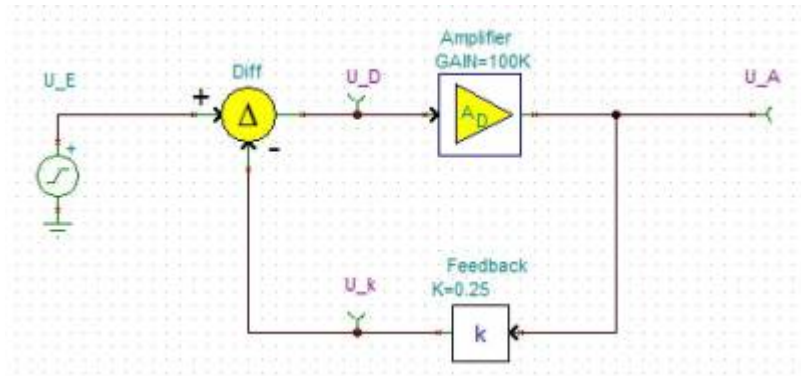 Amplifier
GAIN=100K
U_E
Diff
U_D
U_A
+
Δ
A_D
+
-
Feedback
K=0.25
U_k
k